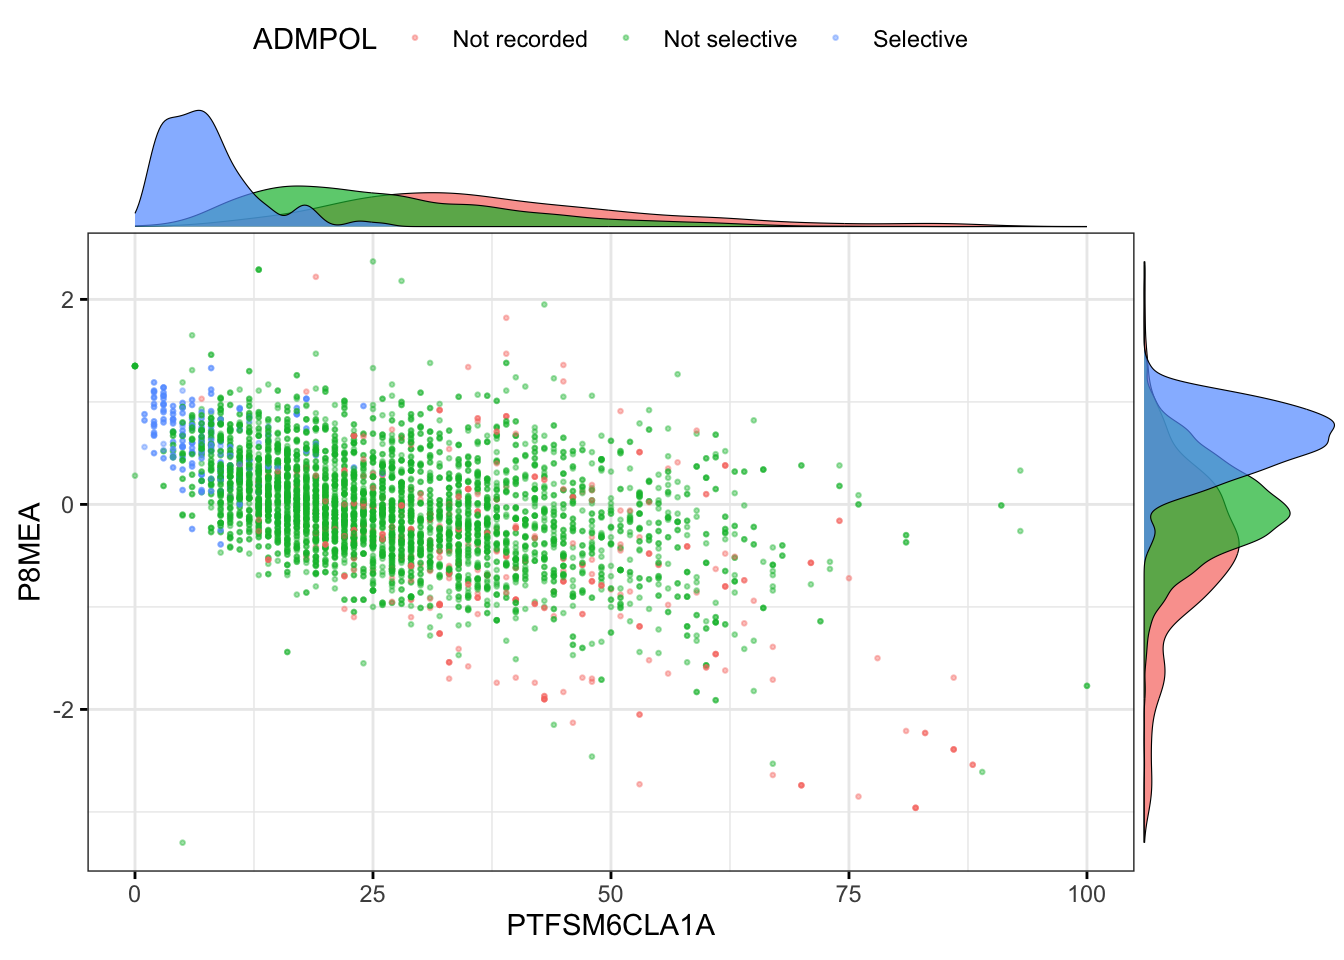 ADMPOL Not recorded Not selective Selective
2
0
-2
P8MEA
0 25 50 75 100
PTFSM6CLA1A